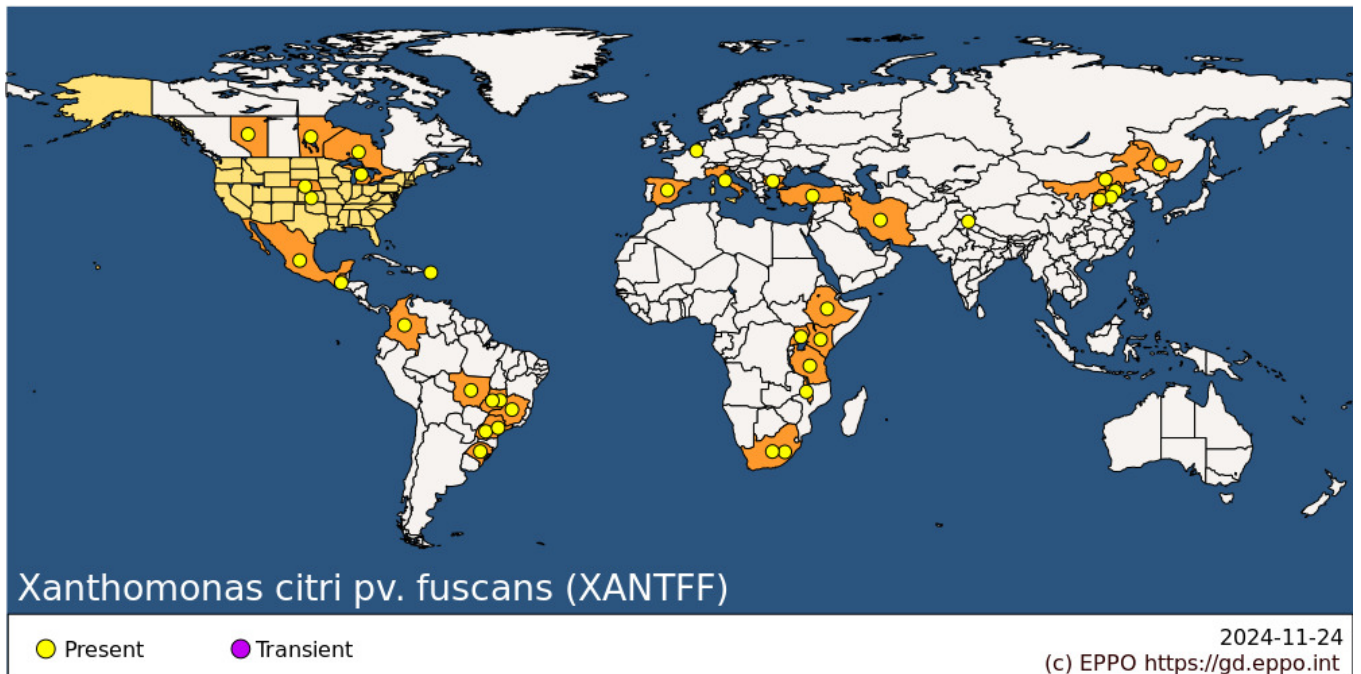 Xanthomonas citri pv. fuscans (XANTFF)
Present
Transient
2024-11-24
(c) EPPO https://gd.eppo.int